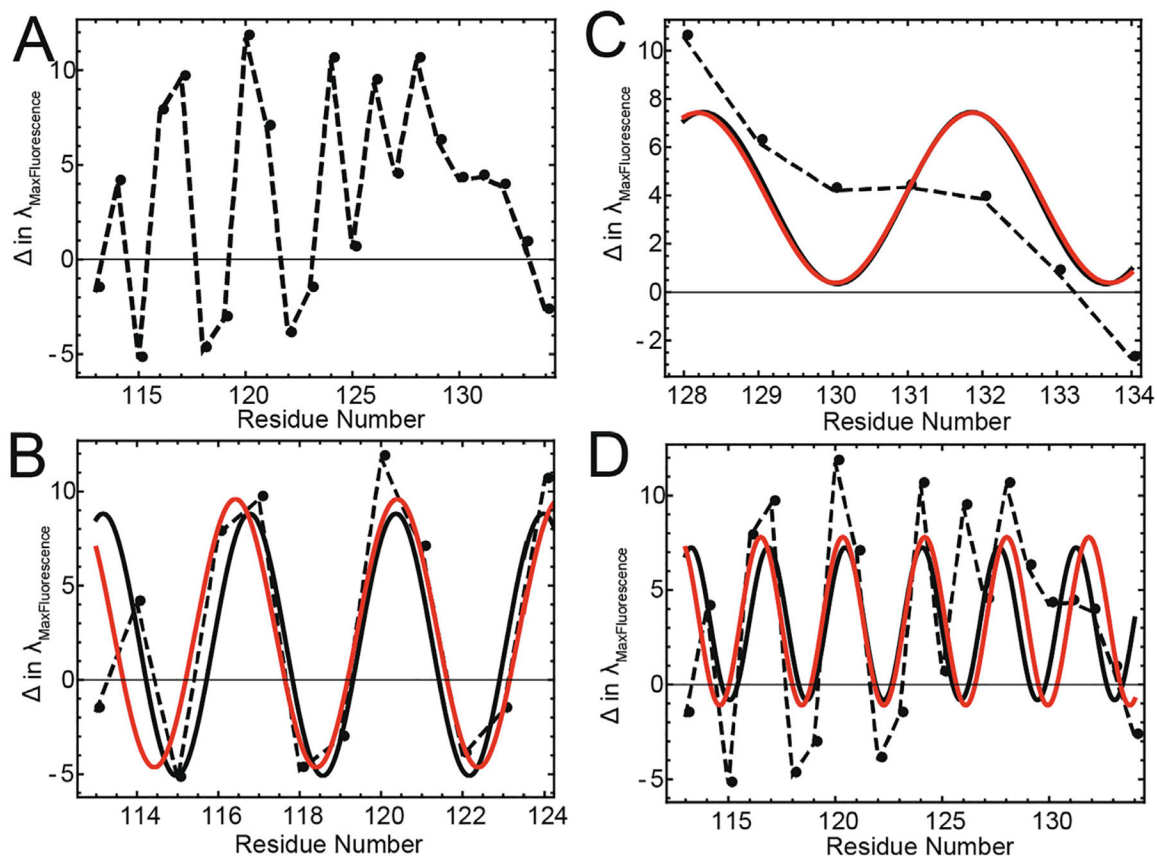 A
Δ in λMaxFluorescence
10
5
0
-5
115 120 125 130
Residue Number
C
Δ in λMaxFluorescence
10
8
6
4
2
0
-2
128 129 130 131 132 133 134
Residue Number
B
Δ in λMaxFluorescence
10
5
0
-5
114 116 118 120 122 124
Residue Number
D
Δ in λMaxFluorescence
10
5
0
-5
115 120 125 130
Residue Number